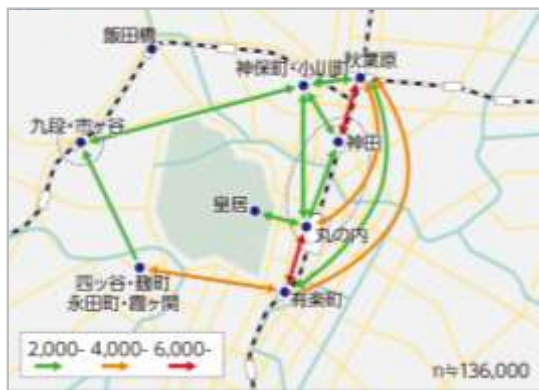 飯田橋
神保町・小川町
秋葉原
九段・市ヶ谷
神田
皇居
丸の内
四ッ谷・麹町
永田町・霞ヶ関
有楽町
2,000- 4,000- 6,000-
n≒136,000